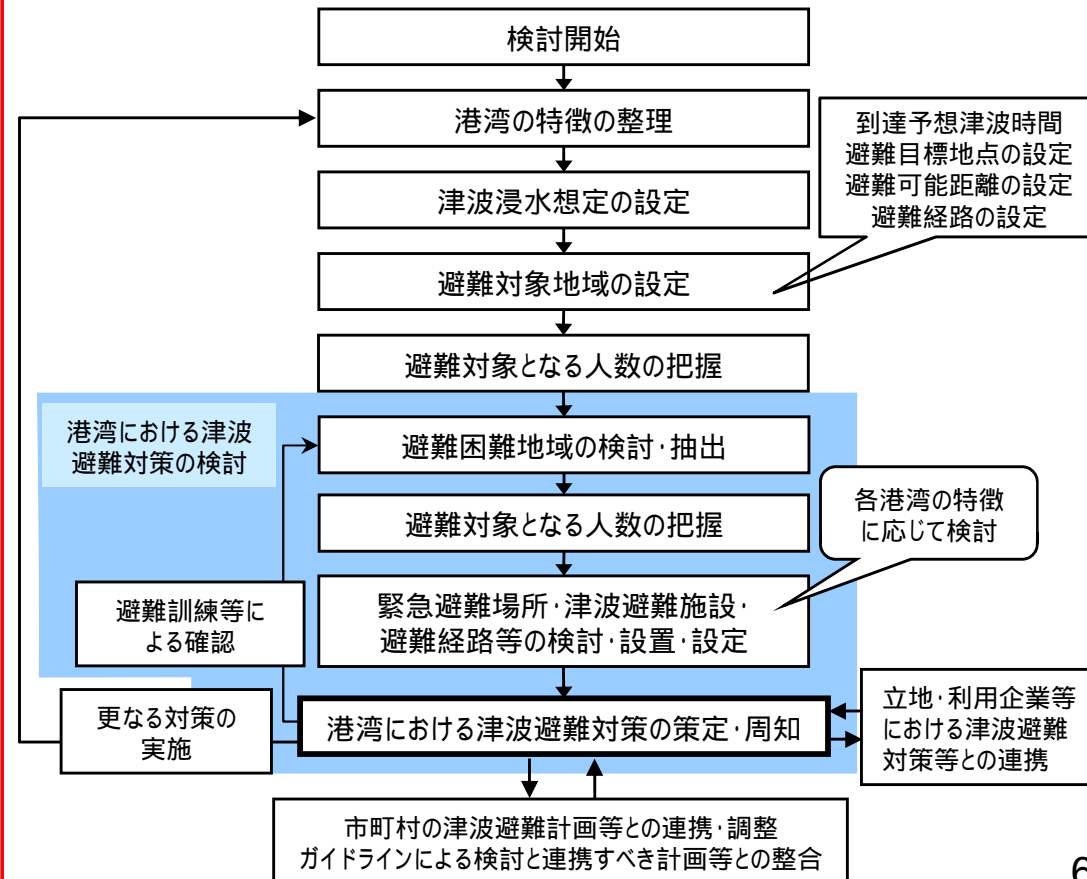 検討開始
港湾の特徴の整理
到達予想津波時間
避難目標地点の設定
避難可能距離の設定
避難経路の設定
津波浸水想定の設定
避難対象地域の設定
避難対象となる人数の把握
港湾における津波
避難対策の検討
避難困難地域の検討・抽出
避難対象となる人数の把握
各港湾の特徴
に応じて検討
緊急避難場所・津波避難施設・
避難経路等の検討・設置・設定
避難訓練等に
よる確認
更なる対策の
実施
港湾における津波避難対策の策定・周知
立地・利用企業等
における津波避難
対策等との連携
市町村の津波避難計画等との連携・調整
ガイドラインによる検討と連携すべき計画等との整合
6